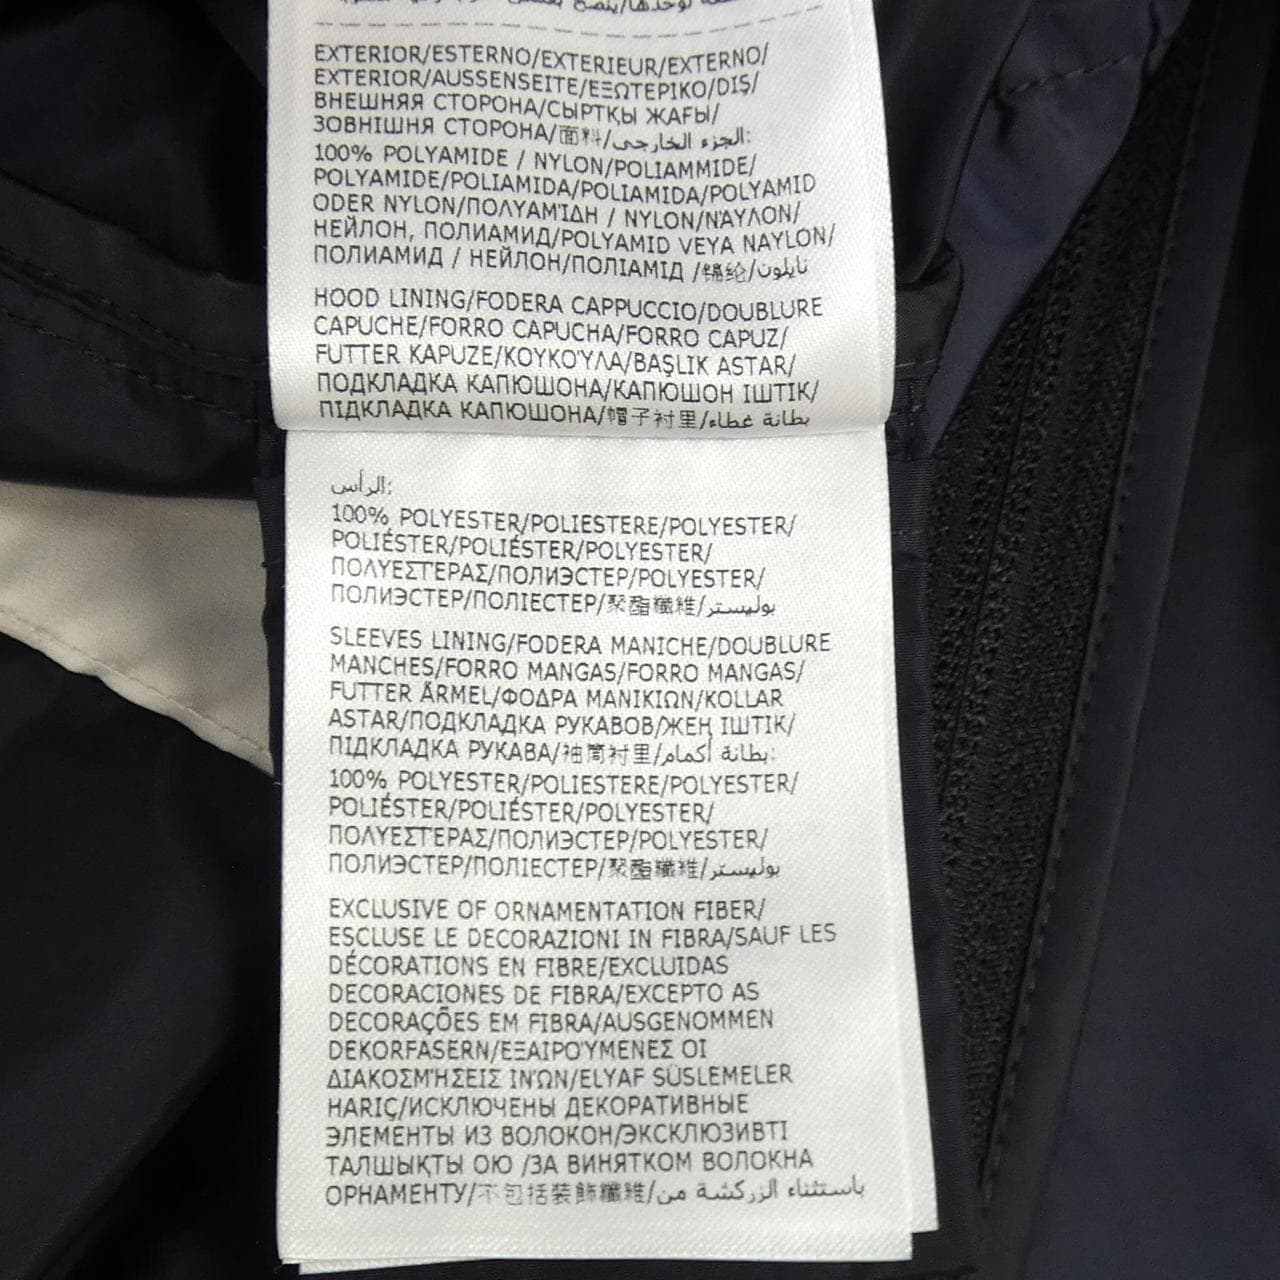 EXTERIOR/ESTERNO/EXTERIEUR/EXTERNO/
EXTERIOR/AUSSENSEITE/ΕΞΩΤΕΡΙΚΟ/DIŞ/
ВНЕШНЯЯ СТОРОНА/СЫРТҚЫ ЖАҒЫ/
ЗОВНІШНЯ СТОРОНА/面料/الجزء الخارجي:
100% POLYAMIDE / NYLON/POLIAMMIDE/
POLYAMIDE/POLIAMIDA/POLIAMIDA/POLYAMID
ODER NYLON/ΠΟΛΥΑΜΊΔΗ / NYLON/ΝΆΥΛΟΝ/
НЕЙЛОН, ПОЛИАМИД/POLYAMID VEYA NAYLON/
ПОЛИАМИД / НЕЙЛОН/ПОЛІАМІД /锦纶/نايلون
HOOD LINING/FODERA CAPPUCCIO/DOUBLURE
CAPUCHE/FORRO CAPUCHA/FORRO CAPUZ/
FUTTER KAPUZE/ΚΟΥΚΟΎΛΑ/BAŞLIK ASTAR/
ПОДКЛАДКА КАПЮШОНА/КАПЮШОН ІШТІК/
ПІДКЛАДКА КАПЮШОНА/帽子衬里/بطانة غطاء
الرأس:
100% POLYESTER/POLIESTERE/POLYESTER/
POLIÉSTER/POLIÉSTER/POLYESTER/
ΠΟΛΥΕΣΤΕΡΑΣ/ПОЛИЭСТЕР/POLYESTER/
ПОЛИЭСТЕР/ПОЛІЕСТЕР/聚酯纖維/بوليستر
SLEEVES LINING/FODERA MANICHE/DOUBLURE
MANCHES/FORRO MANGAS/FORRO MANGAS/
FUTTER ÄRMEL/ΦΟΔΡΑ ΜΑΝΙΚΙΩΝ/KOLLAR
ASTAR/ПОДКЛАДКА РУКАВОВ/ЖЕҢ ІШТІК/
ПІДКЛАДКА РУКАВА/袖筒衬里/بطانة أكمام:
100% POLYESTER/POLIESTERE/POLYESTER/
POLIÉSTER/POLIÉSTER/POLYESTER/
ΠΟΛΥΕΣΤΈΡΑΣ/ПОЛИЭСТЕР/POLYESTER/
ПОЛИЭСТЕР/ПОЛІЕСТЕР/聚酯纖維/بوليستر
EXCLUSIVE OF ORNAMENTATION FIBER/
ESCLUSE LE DECORAZIONI IN FIBRA/SAUF LES
DÉCORATIONS EN FIBRE/EXCLUIDAS
DECORACIONES DE FIBRA/EXCEPTO AS
DECORAÇÕES EM FIBRA/AUSGENOMMEN
DEKORFASERN/ΕΞΑΙΡΟΎΜΕΝΕΣ ΟΙ
ΔΙΑΚΟΣΜΉΣΕΙΣ ΙΝΏΝ/ELYAF SÜSLEMELER
HARIÇ/ИСКЛЮЧЕНЫ ДЕКОРАТИВНЫЕ
ЭЛЕМЕНТЫ ИЗ ВОЛОКОН/ЭКСКЛЮЗИВТІ
ТАЛШЫҚТЫ ОЮ /ЗА ВИНЯТКОМ ВОЛОКНА
ОРНАМЕНТУ/不包括装飾纖維/باستثناء الزركشة من